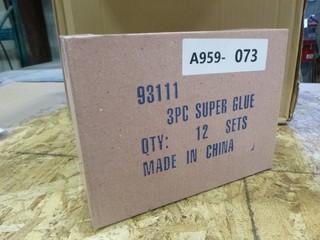 A959- 073
93111
3PC SUPER GLUE
QTY: 12 SETS
MADE IN CHINA